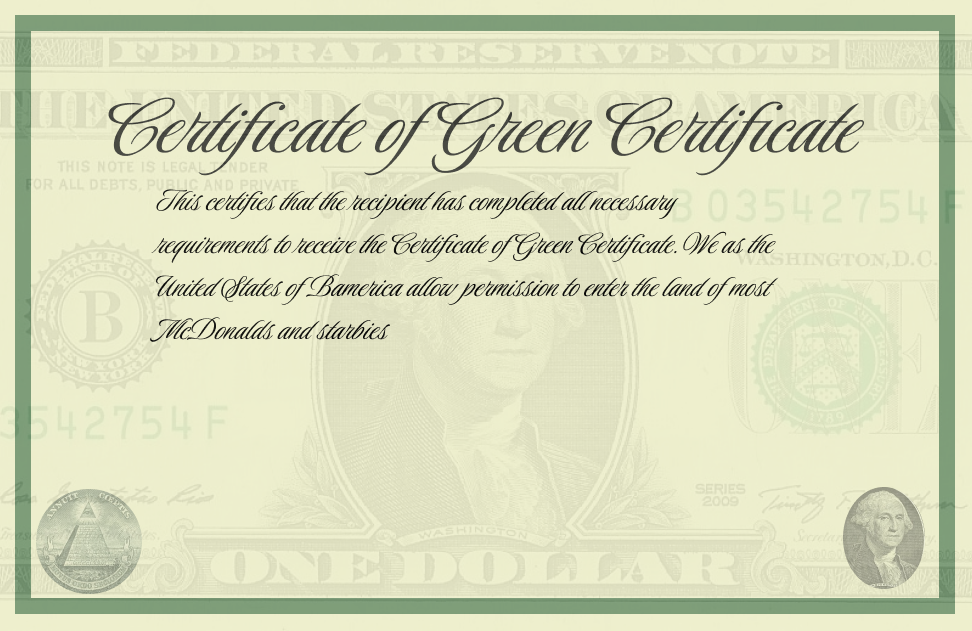 FEDERAL RESERVE NOTE
THE UNITED STATES OF AMERICA
Certificate of Green Certificate
THIS NOTE IS LEGAL TENDER
FOR ALL DEBTS, PUBLIC AND PRIVATE
This certifies that the recipient has completed all necessary
B 03542754 F
requirements to receive the Certificate of Green Certificate. We as the
WASHINGTON, D.C.
United States of Bamerica allow permission to enter the land of most
McDonalds and starbies
B
3542754 F
SERIES
2009
ANNUIT COEPTIS
WASHINGTON
ONE DOLLAR